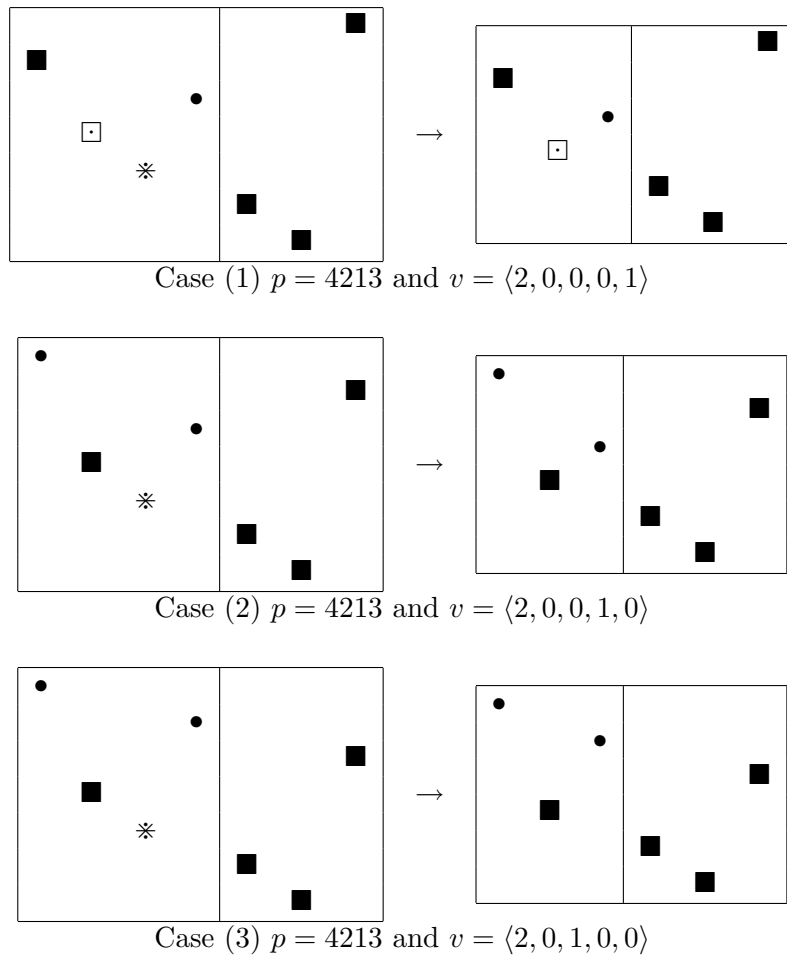 →
Case (1) p = 4213 and v = ⟨2, 0, 0, 0, 1⟩
→
Case (2) p = 4213 and v = ⟨2, 0, 0, 1, 0⟩
→
Case (3) p = 4213 and v = ⟨2, 0, 1, 0, 0⟩